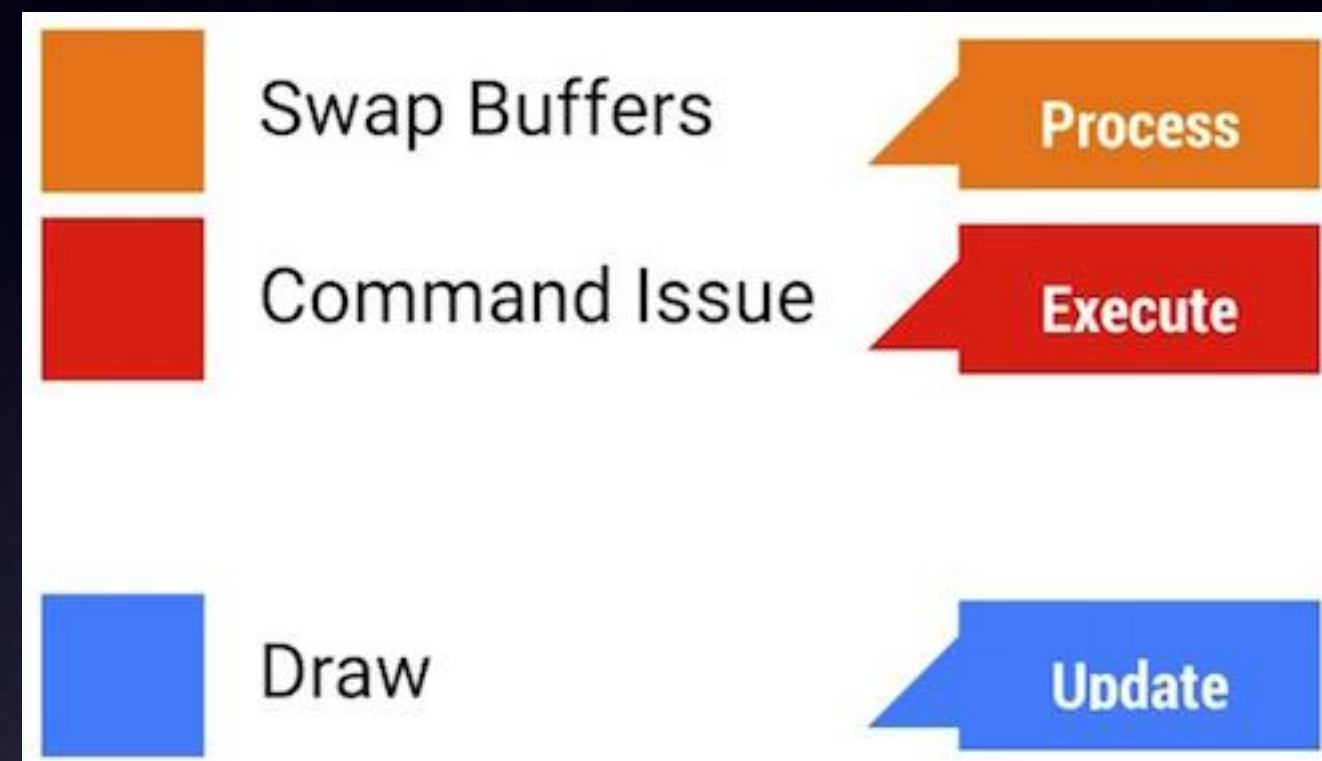 Swap Buffers Process
Command Issue Execute
Draw Update